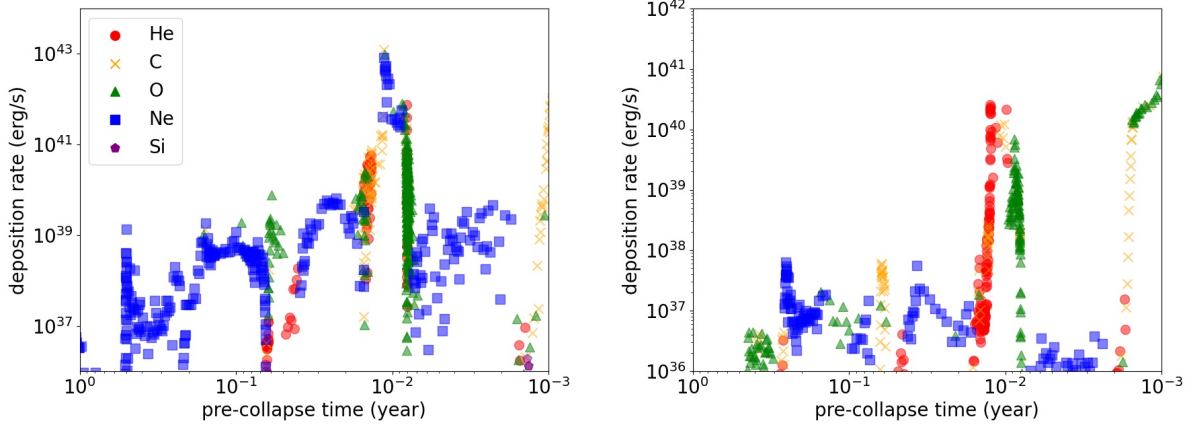 He
C
O
Ne
Si
10^43
10^41
10^39
10^37
deposition rate (erg/s)
10^0
10^-1
10^-2
10^-3
pre-collapse time (year)
10^42
10^41
10^40
10^39
10^38
10^37
10^36
deposition rate (erg/s)
10^0
10^-1
10^-2
10^-3
pre-collapse time (year)